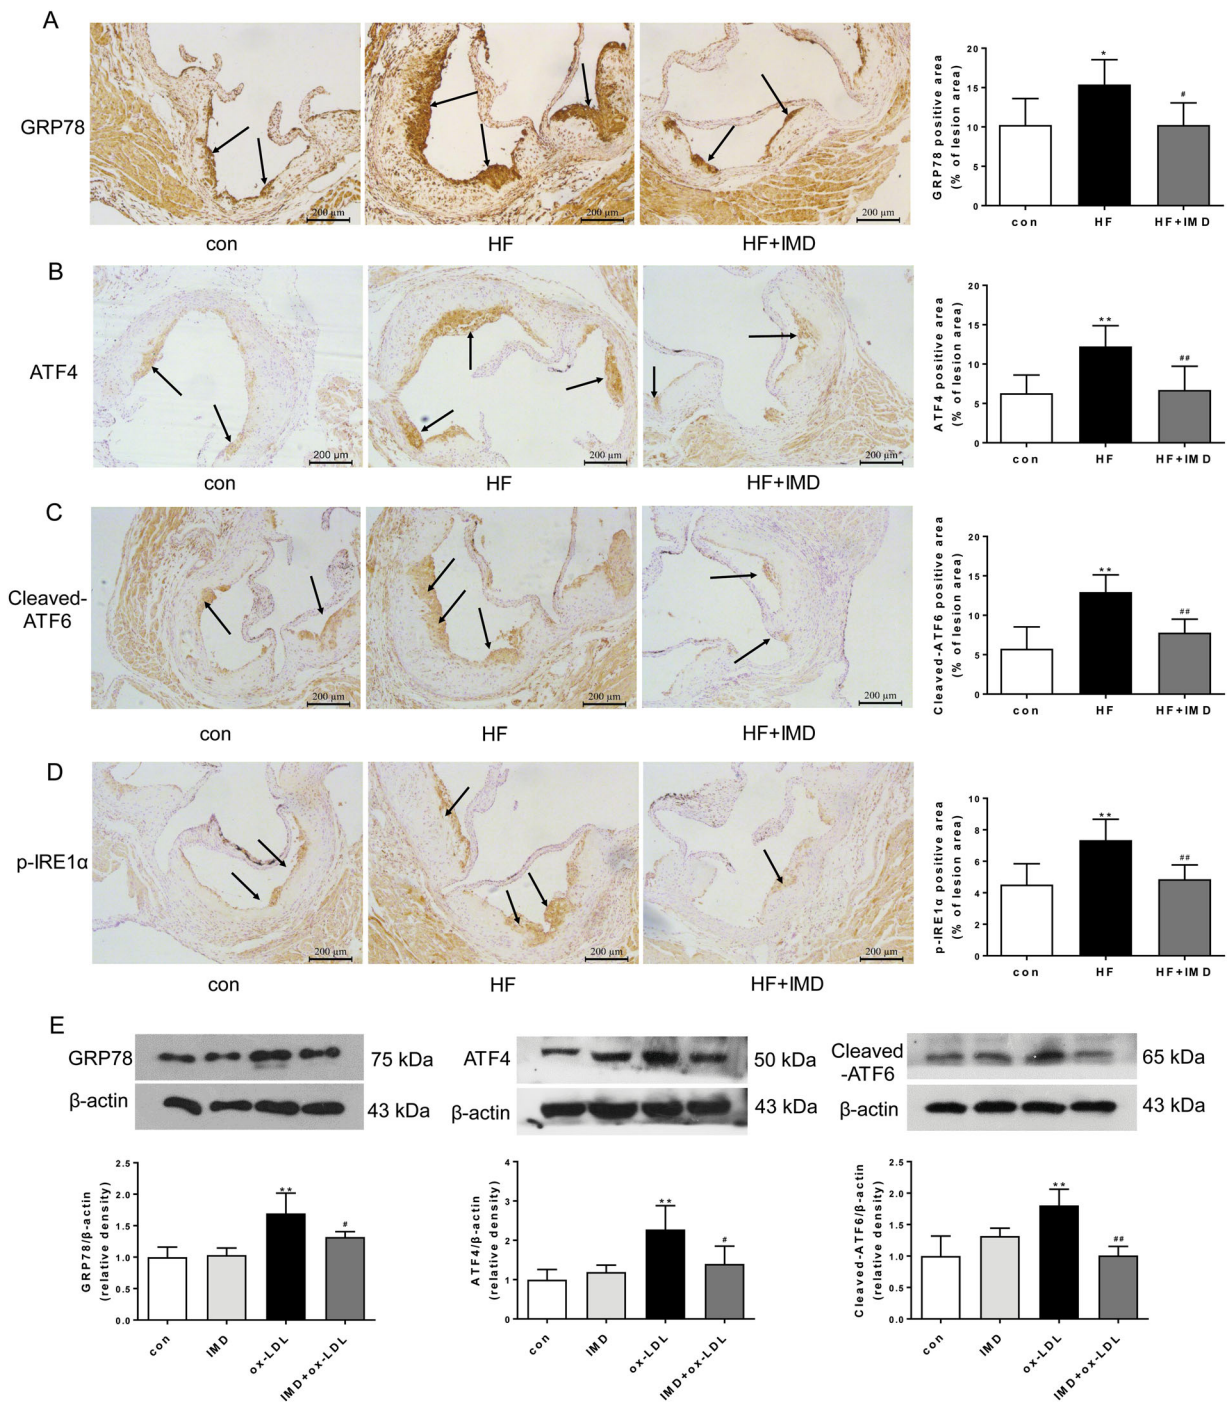 A
GRP78
200 µm
200 µm
200 µm
con
HF
HF+IMD
GRP78 positive area
(% of lesion area)
20
15
10
5
0
*
#
con
HF
HF+IMD
B
ATF4
200 µm
200 µm
200 µm
con
HF
HF+IMD
ATF4 positive area
(% of lesion area)
20
15
10
5
0
**
##
con
HF
HF+IMD
C
Cleaved-
ATF6
200 µm
200 µm
200 µm
con
HF
HF+IMD
Cleaved-ATF6 positive area
(% of lesion area)
20
15
10
5
0
**
##
con
HF
HF+IMD
D
p-IRE1α
200 µm
200 µm
200 µm
con
HF
HF+IMD
p-IRE1α positive area
(% of lesion area)
10
8
6
4
2
0
**
##
con
HF
HF+IMD
E
GRP78
75 kDa
β-actin
43 kDa
ATF4
50 kDa
β-actin
43 kDa
Cleaved
-ATF6
65 kDa
β-actin
43 kDa
GRP78/β-actin
(relative density)
2.5
2.0
1.5
1.0
0.5
0.0
**
#
con
IMD
ox-LDL
IMD+ox-LDL
ATF4/β-actin
(relative density)
4
3
2
1
0
**
#
con
IMD
ox-LDL
IMD+ox-LDL
Cleaved-ATF6/β-actin
(relative density)
2.5
2.0
1.5
1.0
0.5
0.0
**
##
con
IMD
ox-LDL
IMD+ox-LDL